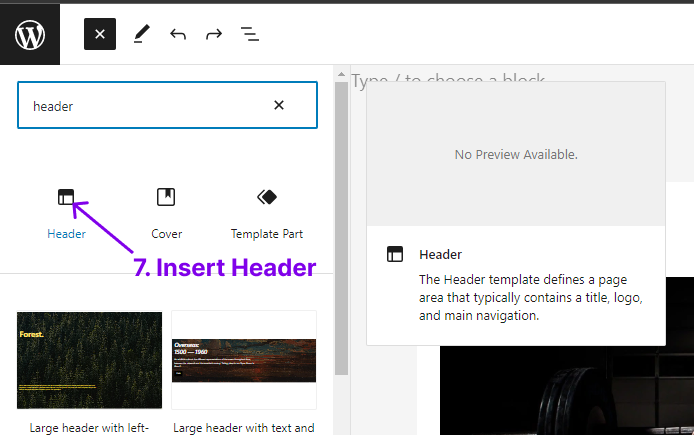 Type / to choose a block
header
No Preview Available.
Header
Cover
Template Part
7. Insert Header
Header
The Header template defines a page
area that typically contains a title, logo,
and main navigation.
Forest.
Overseas:
1500 — 1960
Large header with left-
Large header with text and